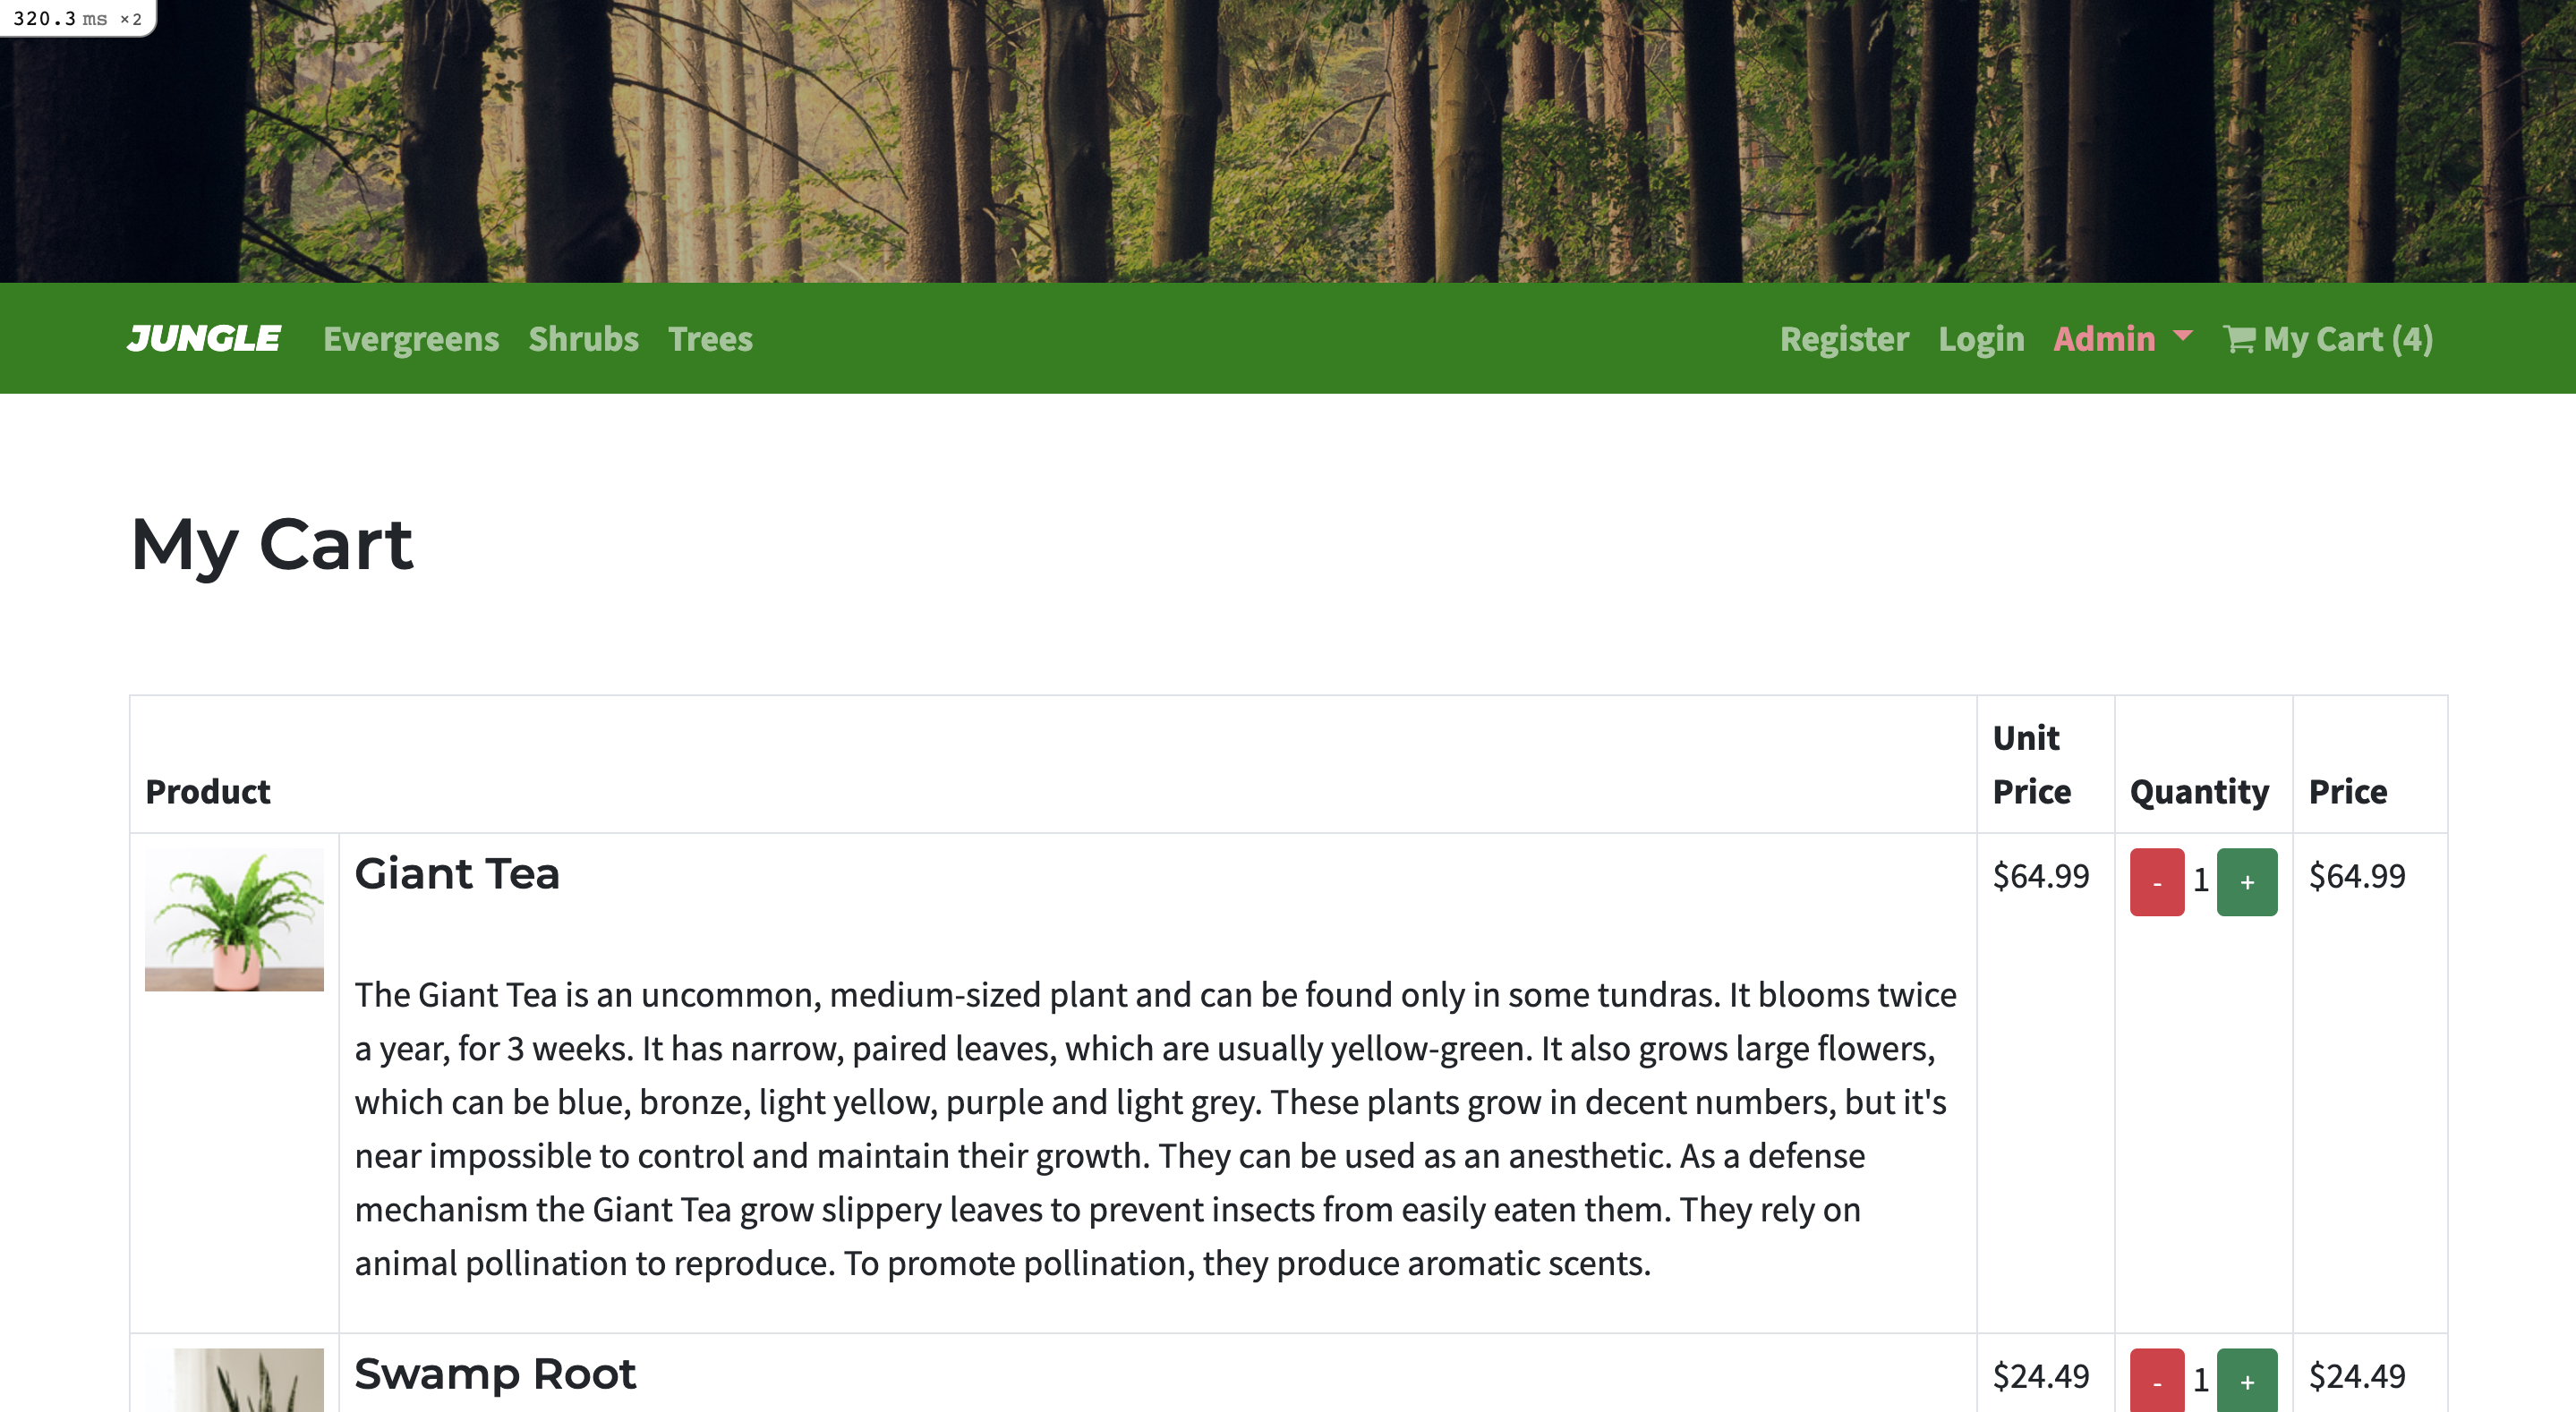 320.3 ms ×2
JUNGLE Evergreens Shrubs Trees Register Login Admin My Cart (4)
My Cart
Product Unit Price Quantity Price
Giant Tea $64.99 - 1 + $64.99
The Giant Tea is an uncommon, medium-sized plant and can be found only in some tundras. It blooms twice
a year, for 3 weeks. It has narrow, paired leaves, which are usually yellow-green. It also grows large flowers,
which can be blue, bronze, light yellow, purple and light grey. These plants grow in decent numbers, but it's
near impossible to control and maintain their growth. They can be used as an anesthetic. As a defense
mechanism the Giant Tea grow slippery leaves to prevent insects from easily eaten them. They rely on
animal pollination to reproduce. To promote pollination, they produce aromatic scents.
Swamp Root $24.49 - 1 + $24.49